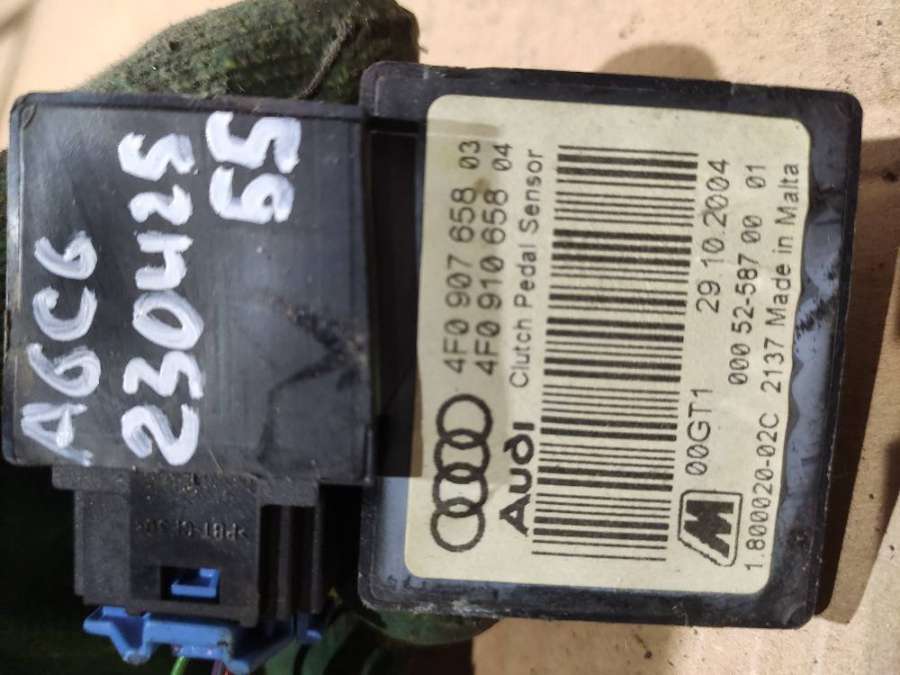 A6C6
230425
65
4F0 907 658 03
4F0 910 658 04
Audi Clutch Pedal Sensor
00GT1 29.10.2004
000 52-587 00 01
1.800020-02C 2137 Made in Malta